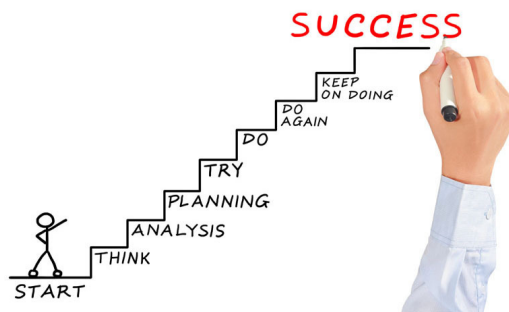 SUCCESS
KEEP
ON DOING
DO
AGAIN
DO
TRY
PLANNING
ANALYSIS
THINK
START